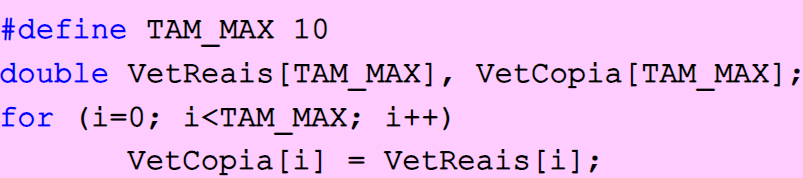 #define TAM_MAX 10
double VetReais[TAM_MAX], VetCopia[TAM_MAX];
for (i=0; i<TAM_MAX; i++)
VetCopia[i] = VetReais[i];